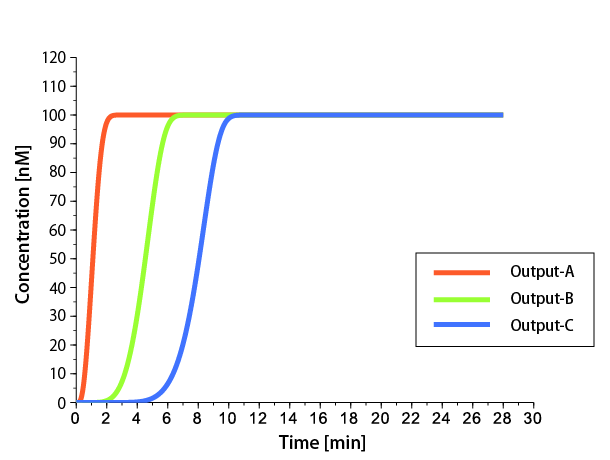 120
110
100
90
80
70
60
50
40
30
20
10
0
Concentration [nM]
0 2 4 6 8 10 12 14 16 18 20 22 24 26 28 30
Time [min]
Output-A
Output-B
Output-C